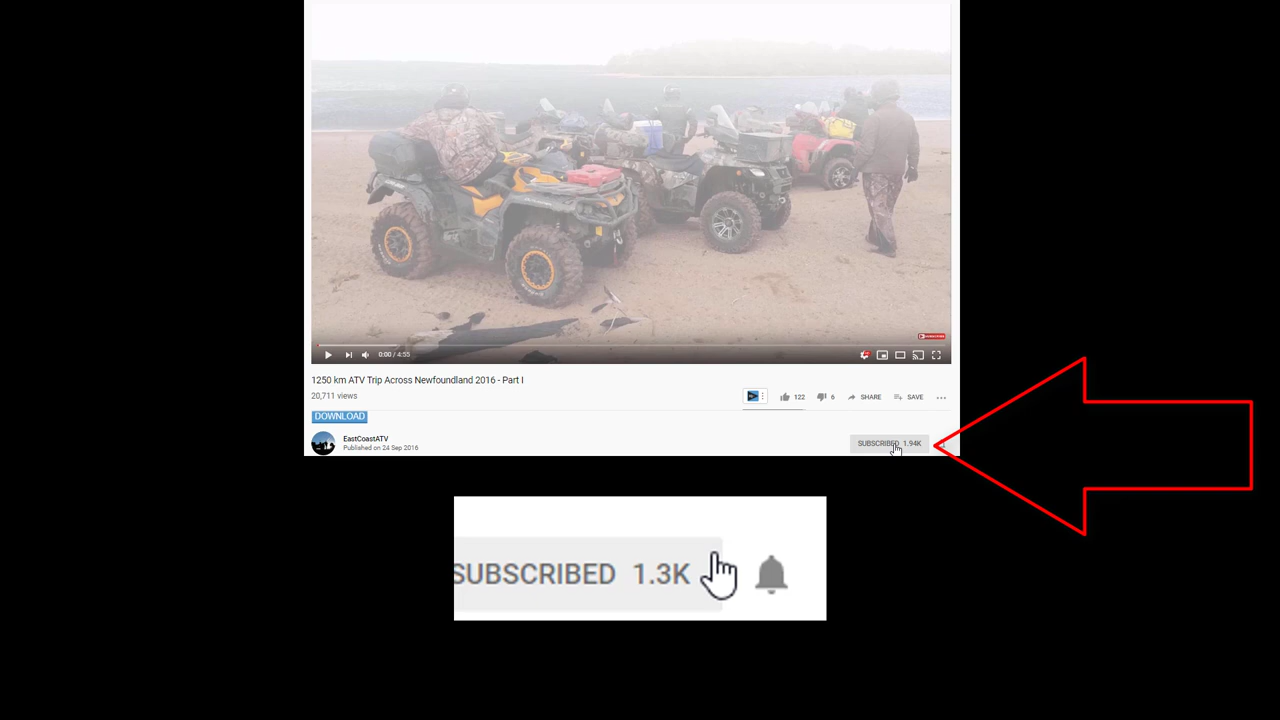 0:00 / 4:55
1250 km ATV Trip Across Newfoundland 2016 - Part I
20,711 views
122 6 SHARE SAVE
DOWNLOAD
EastCoastATV
Published on 24 Sep 2016
SUBSCRIBED 1.94K
SUBSCRIBED 1.3K